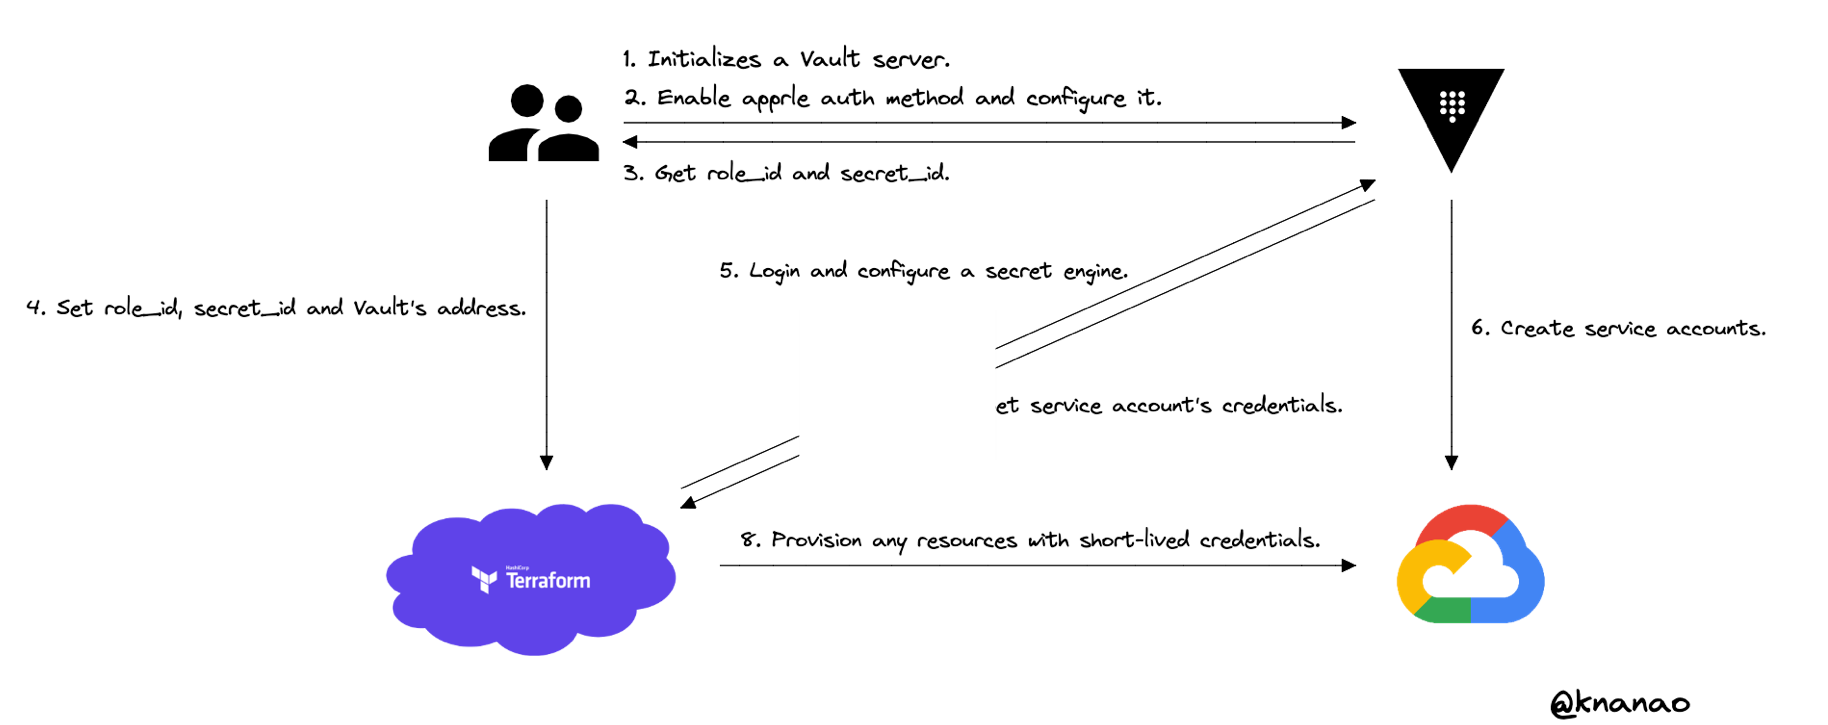 1. Initializes a Vault server.
2. Enable apprle auth method and configure it.
3. Get role_id and secret_id.
5. Login and configure a secret engine.
4. Set role_id, secret_id and Vault's address.
6. Create service accounts.
et service account's credentials.
8. Provision any resources with short-lived credentials.
HashiCorp
Terraform
@knanao